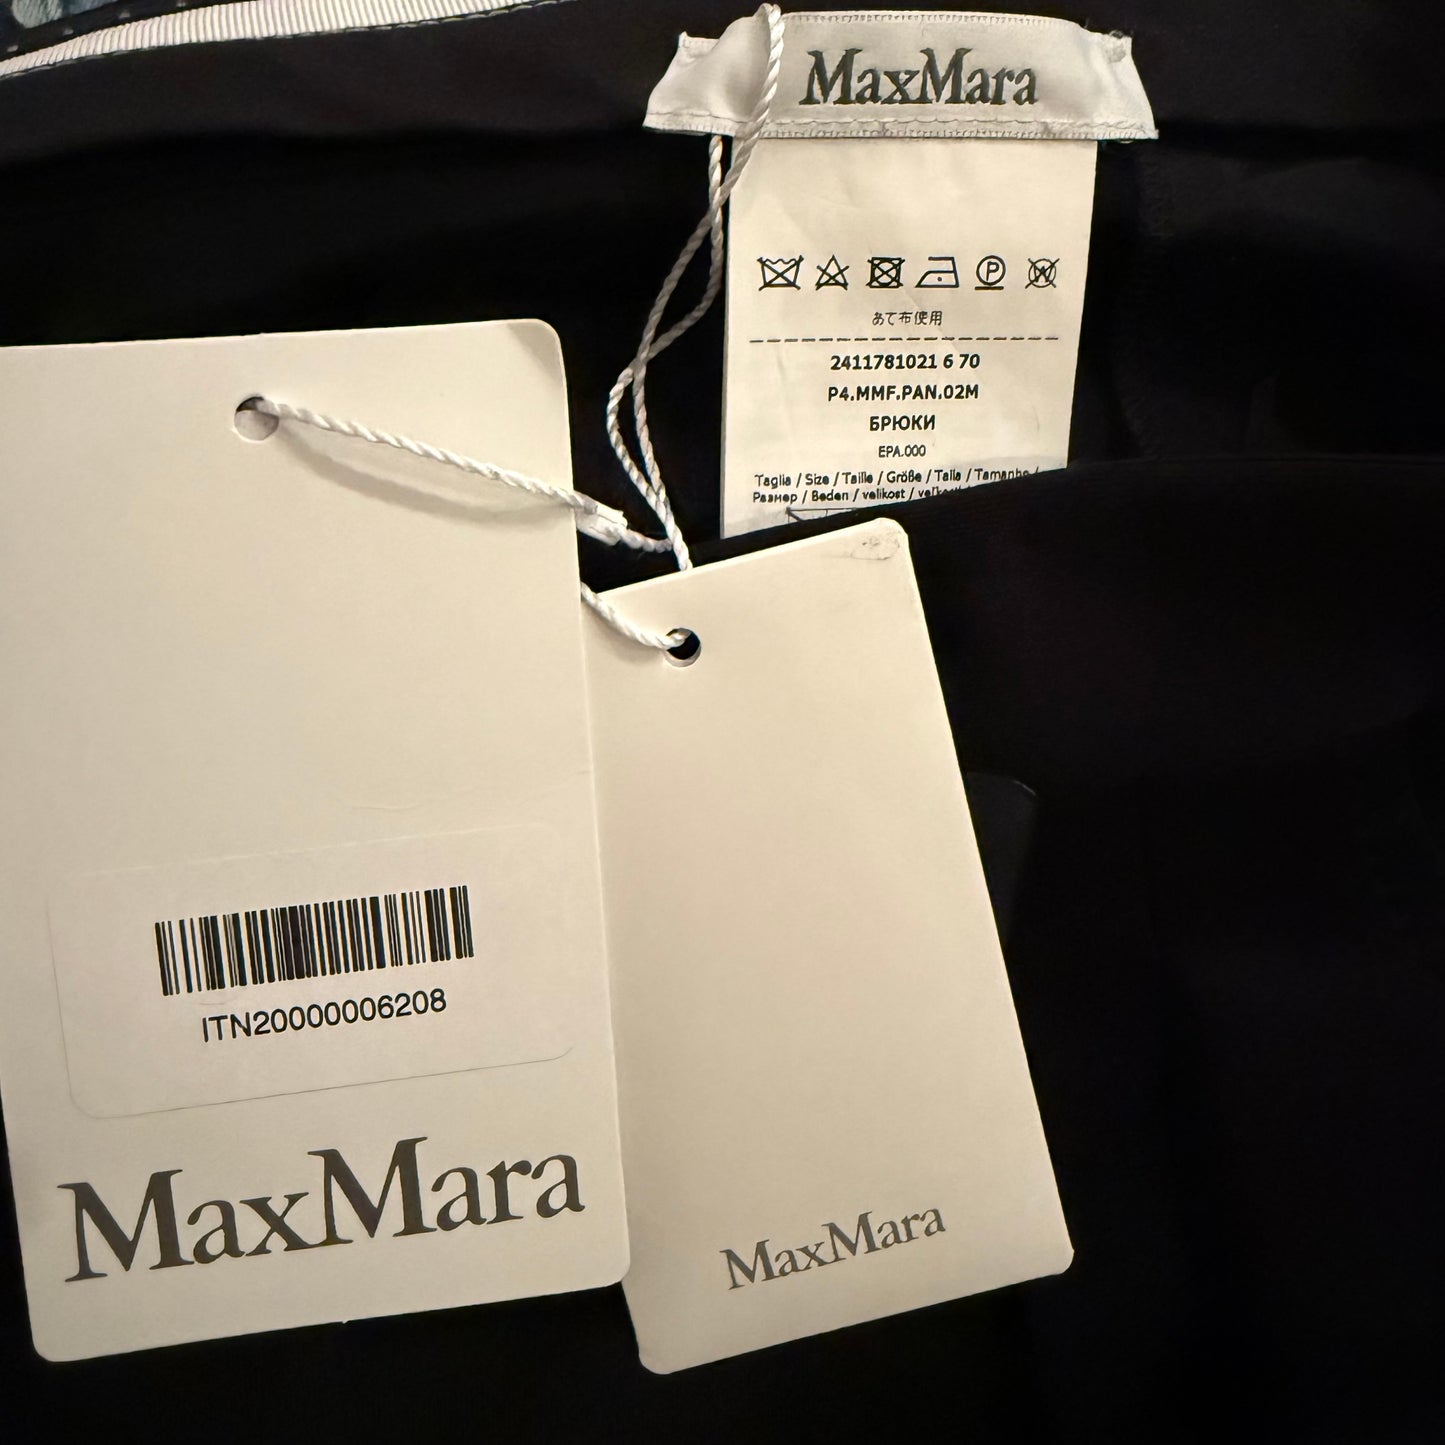 MaxMara
あて布使用
2411781021 6 70
P4.MMF.PAN.02M
БРЮКИ
EPA.000
Taglia / Size / Taille / Größe / Talla / Tamanho /
Размер / Beden / velikost /
ITN20000006208
MaxMara
MaxMara